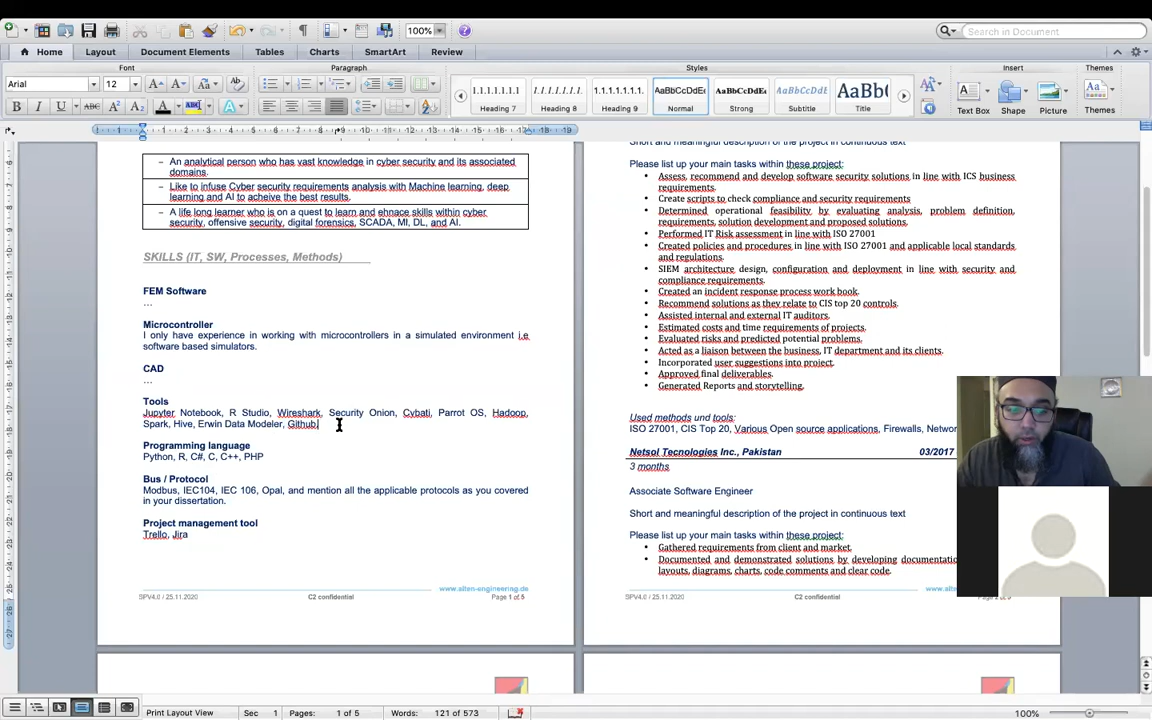 100%
Search in Document
Home
Layout
Document Elements
Tables
Charts
SmartArt
Review
Font
Paragraph
Styles
Insert
Themes
Arial
12
Heading 7
Heading 8
Heading 9
AaBbCcDdE
Normal
AaBbCcDdE
Strong
AaBbCcDdE
Subtitle
AaBb(
Title
Text Box
Shape
Picture
Themes
– An analytical person who has vast knowledge in cyber security and its associated
domains.
– Like to infuse Cyber security requirements analysis with Machine learning, deep
learning and AI to acheive the best results.
– A life long learner who is on a quest to learn and ehnace skills within cyber
security, offensive security, digital forensics, SCADA, Ml, DL, and AI.
SKILLS (IT, SW, Processes, Methods)
FEM Software
...
Microcontroller
I only have experience in working with microcontrollers in a simulated environment i.e
software based simulators.
CAD
...
Tools
Jupyter Notebook, R Studio, Wireshark, Security Onion, Cybati, Parrot OS, Hadoop,
Spark, Hive, Erwin Data Modeler, Github,
Programming language
Python, R, C#, C, C++, PHP
Bus / Protocol
Modbus, IEC104, IEC 106, Opal, and mention all the applicable protocols as you covered
in your dissertation.
Project management tool
Trello, Jira
www.alten-engineering.de
SPV4.0 / 25.11.2020
C2 confidential
Page 1 of 5
Short and meaningful description of the project in continuous text
Please list up your main tasks within these project:
• Assess, recommend and develop software security solutions in line with ICS business
requirements.
• Create scripts to check compliance and security requirements
• Determined operational feasibility by evaluating analysis, problem definition,
requirements, solution development and proposed solutions.
• Performed IT Risk assessment in line with ISO 27001
• Created policies and procedures in line with ISO 27001 and applicable local standards
and regulations.
• SIEM architecture design, configuration and deployment in line with security and
compliance requirements.
• Created an incident response process work book.
• Recommend solutions as they relate to CIS top 20 controls.
• Assisted internal and external IT auditors.
• Estimated costs and time requirements of projects.
• Evaluated risks and predicted potential problems.
• Acted as a liaison between the business, IT department and its clients.
• Incorporated user suggestions into project.
• Approved final deliverables.
• Generated Reports and storytelling.
Used methods und tools:
ISO 27001, CIS Top 20, Various Open source applications, Firewalls, Networ
Netsol Tecnologies Inc., Pakistan 03/2017
3 months
Associate Software Engineer
Short and meaningful description of the project in continuous text
Please list up your main tasks within these project:
• Gathered requirements from client and market.
• Documented and demonstrated solutions by developing documentatio
layouts, diagrams, charts, code comments and clear code.
SPV4.0 / 25.11.2020
C2 confidential
www.alten
Print Layout View
Sec 1
Pages: 1 of 5
Words: 121 of 573
100%